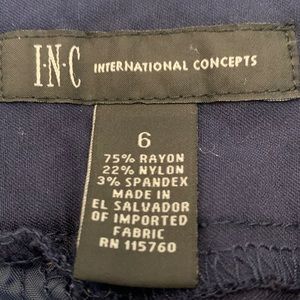 I·N·C INTERNATIONAL CONCEPTS
6
75% RAYON
22% NYLON
3% SPANDEX
MADE IN
EL SALVADOR
OF IMPORTED
FABRIC
RN 115760